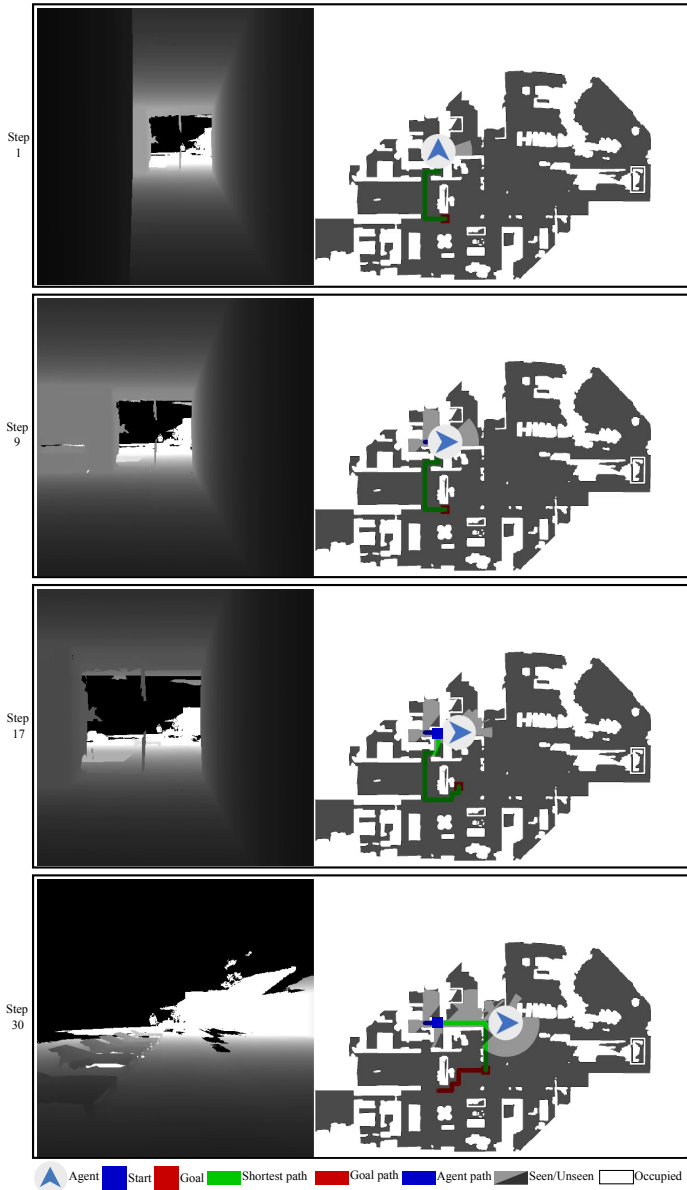 Step
1
Step
9
Step
17
Step
30
Agent Start Goal Shortest path Goal path Agent path Seen/Unseen Occupied